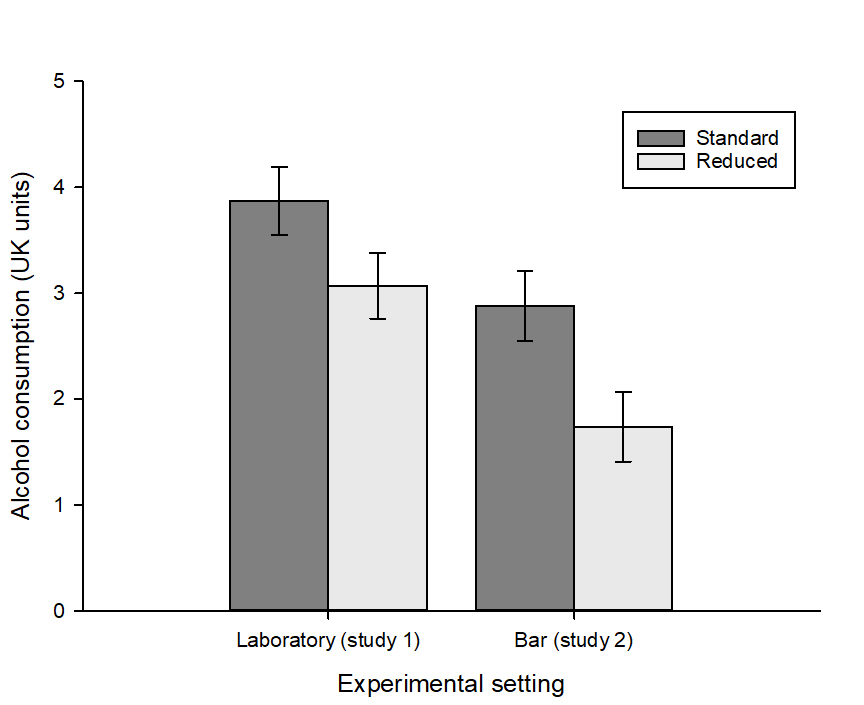 5
4
3
2
1
0
Alcohol consumption (UK units)
Standard
Reduced
Laboratory (study 1)
Bar (study 2)
Experimental setting